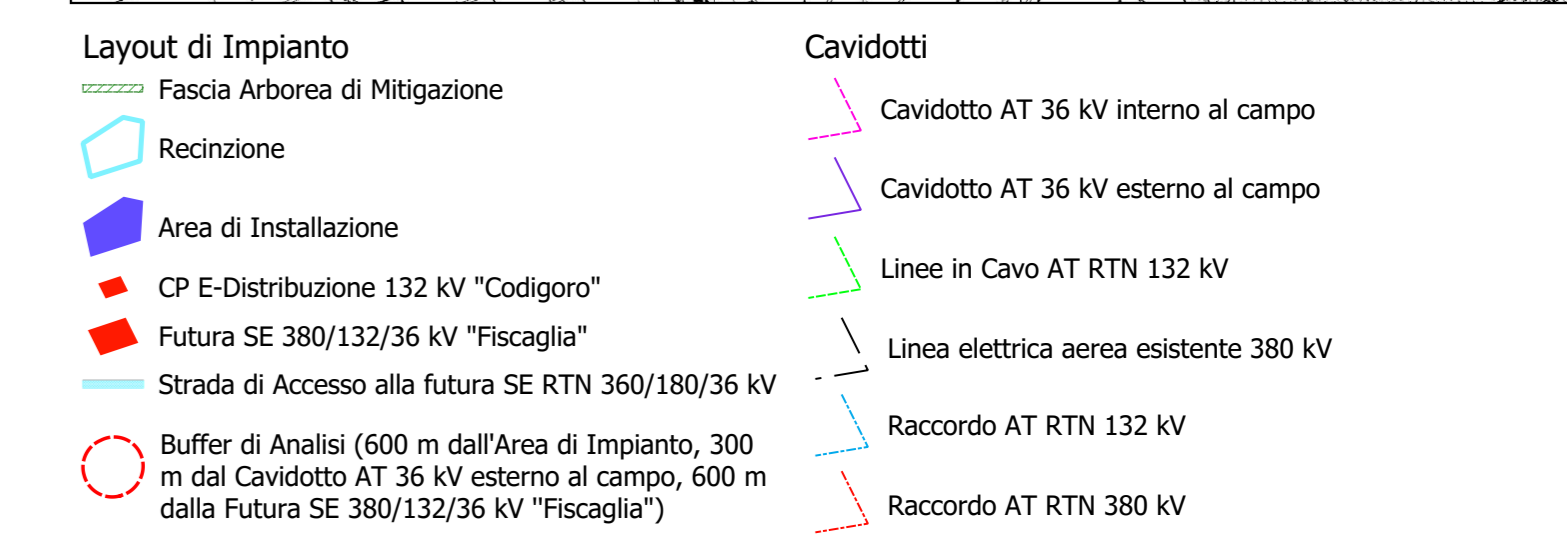 Layout di Impianto
Fascia Arborea di Mitigazione
Recinzione
Area di Installazione
CP E-Distribuzione 132 kV "Codigoro"
Futura SE 380/132/36 kV "Fiscaglia"
Strada di Accesso alla futura SE RTN 360/180/36 kV
Buffer di Analisi (600 m dall'Area di Impianto, 300
m dal Cavidotto AT 36 kV esterno al campo, 600 m
dalla Futura SE 380/132/36 kV "Fiscaglia")
Cavidotti
Cavidotto AT 36 kV interno al campo
Cavidotto AT 36 kV esterno al campo
Linee in Cavo AT RTN 132 kV
Linea elettrica aerea esistente 380 kV
Raccordo AT RTN 132 kV
Raccordo AT RTN 380 kV